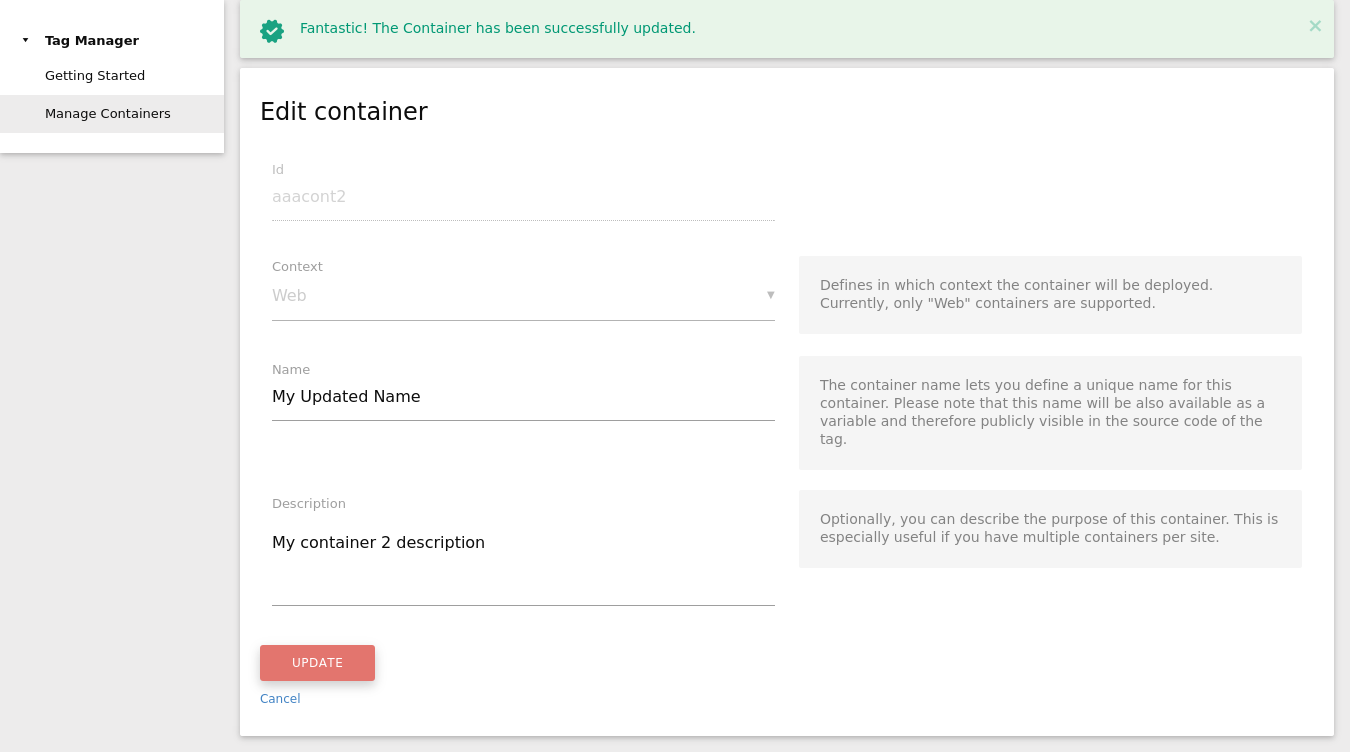 Tag Manager
Getting Started
Manage Containers
Fantastic! The Container has been successfully updated.
Edit container
Id
aaacont2
Context
Web
Defines in which context the container will be deployed.
Currently, only "Web" containers are supported.
Name
My Updated Name
The container name lets you define a unique name for this
container. Please note that this name will be also available as a
variable and therefore publicly visible in the source code of the
tag.
Description
My container 2 description
Optionally, you can describe the purpose of this container. This is
especially useful if you have multiple containers per site.
UPDATE
Cancel